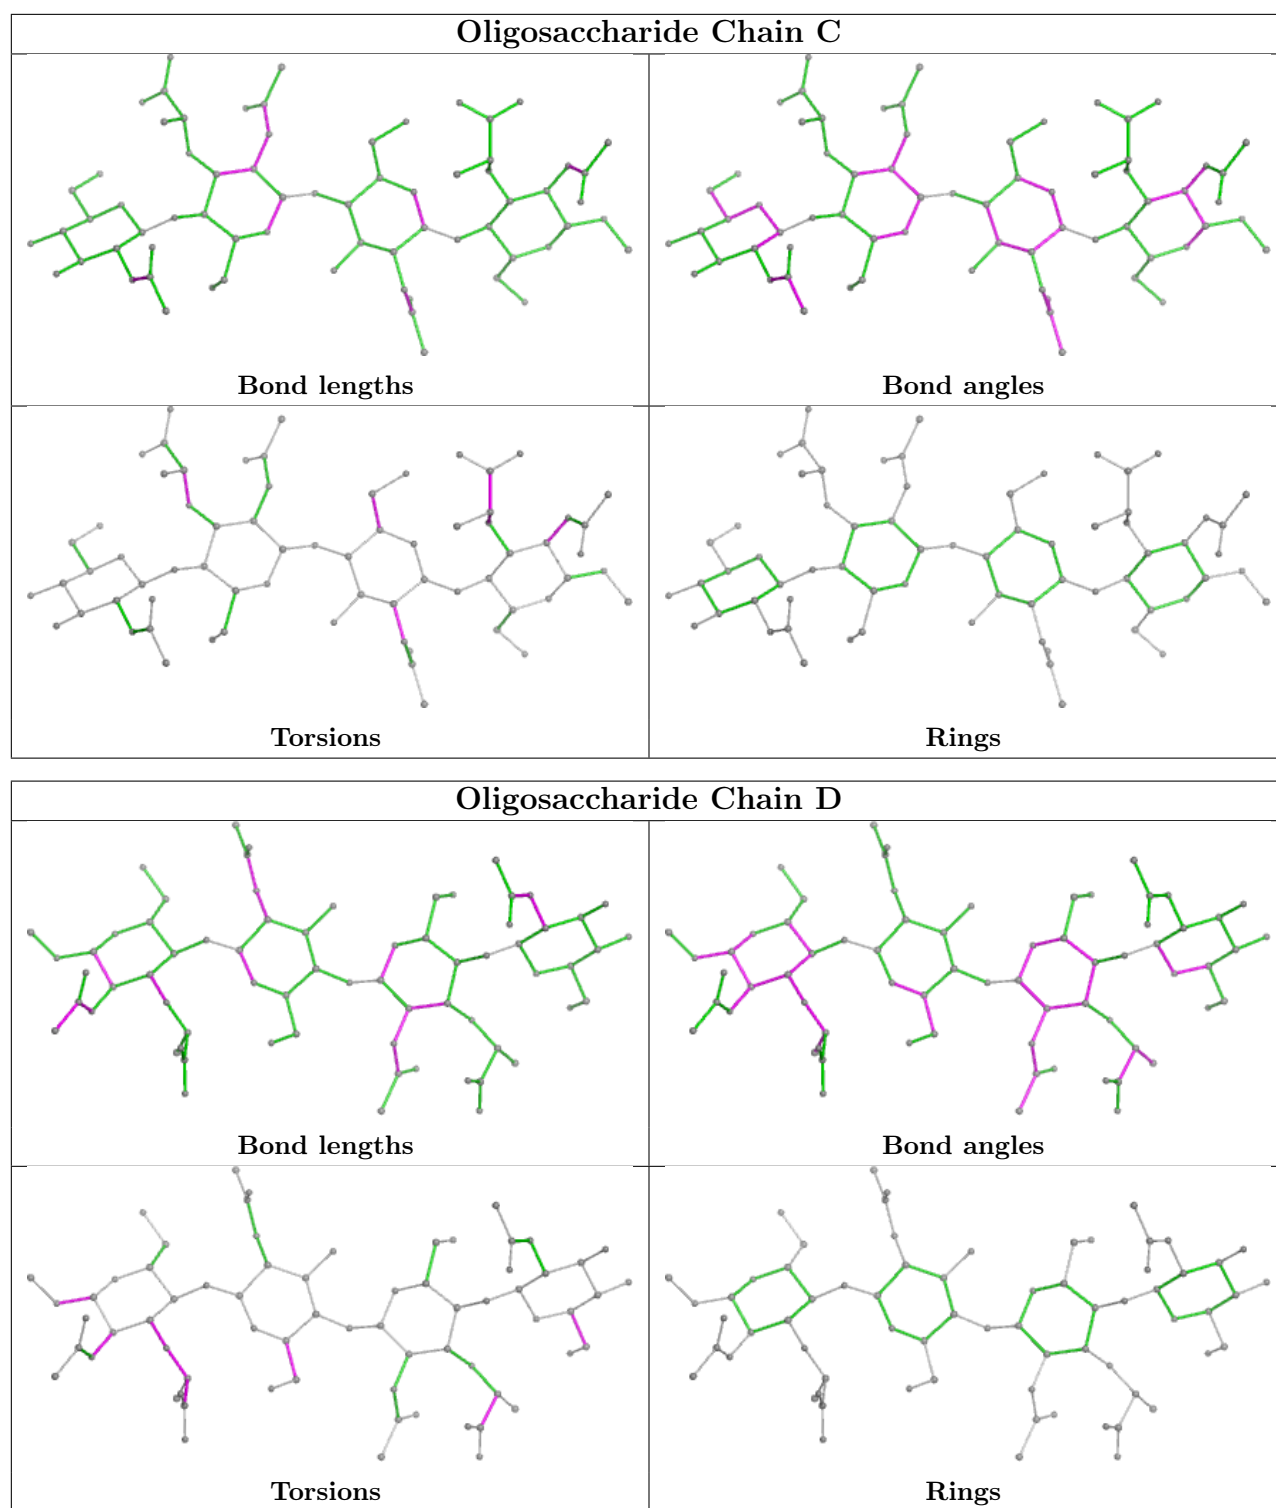 Oligosaccharide Chain C
Bond lengths
Bond angles
Torsions
Rings
Oligosaccharide Chain D
Bond lengths
Bond angles
Torsions
Rings